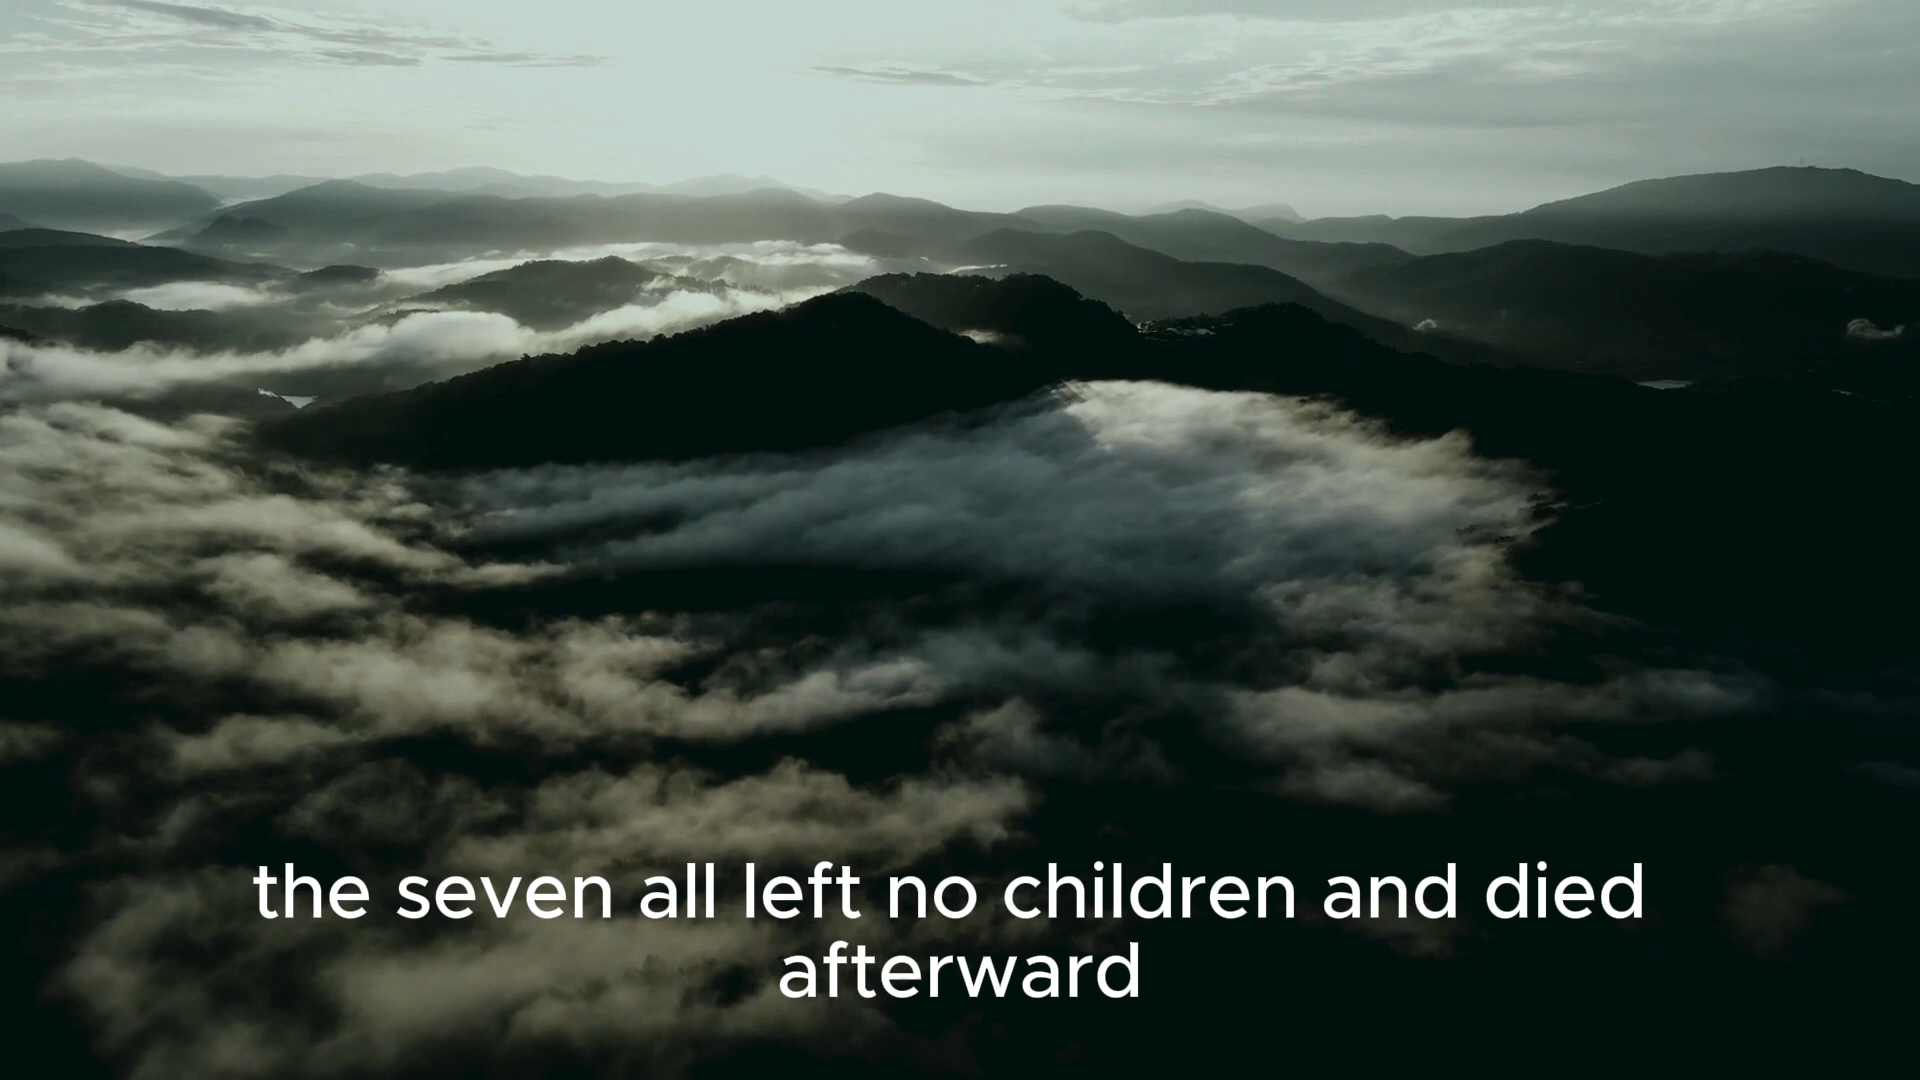 the seven all left no children and died
afterward